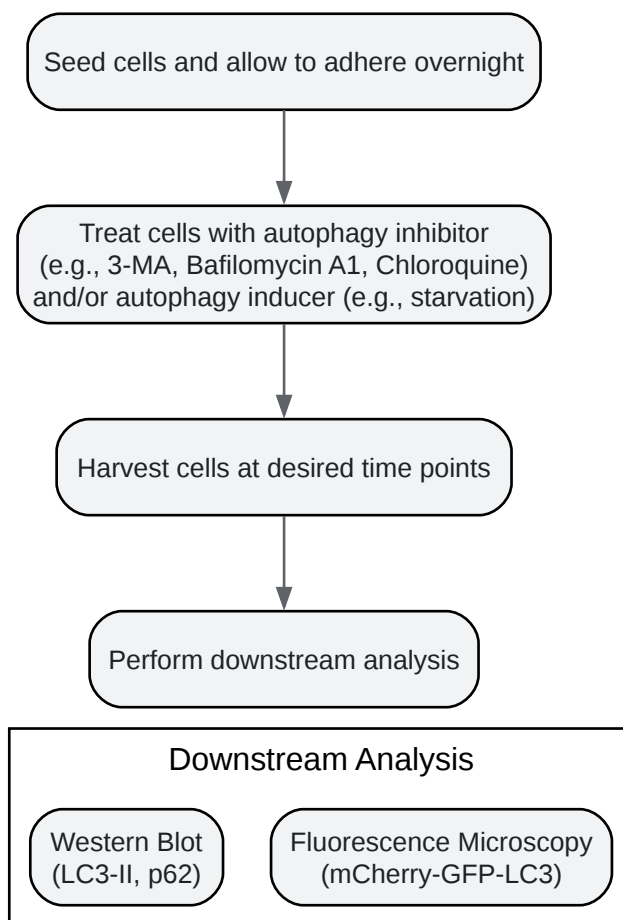 Seed cells and allow to adhere overnight
Treat cells with autophagy inhibitor
(e.g., 3-MA, Bafilomycin A1, Chloroquine)
and/or autophagy inducer (e.g., starvation)
Harvest cells at desired time points
Perform downstream analysis
Downstream Analysis
Western Blot
(LC3-II, p62)
Fluorescence Microscopy
(mCherry-GFP-LC3)